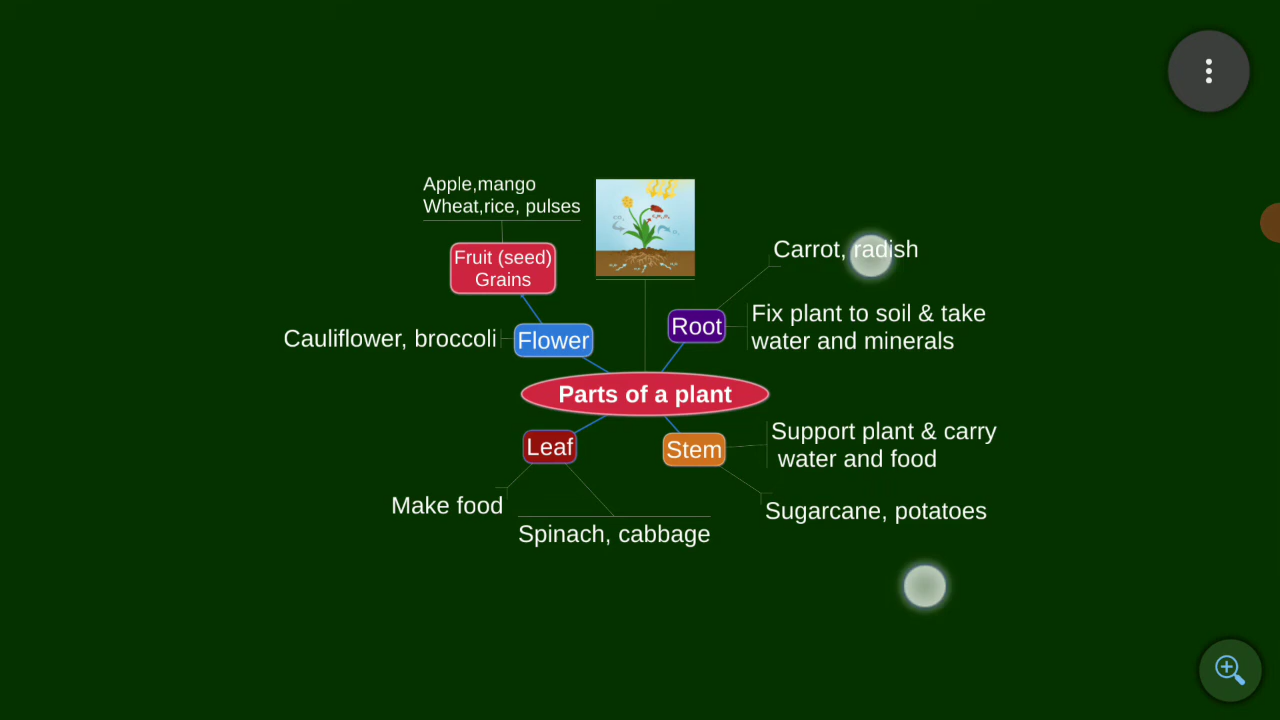 Apple,mango
Wheat,rice, pulses
Fruit (seed)
Grains
Carrot, radish
Root
Fix plant to soil & take
water and minerals
Cauliflower, broccoli
Flower
Parts of a plant
Leaf
Stem
Support plant & carry
water and food
Make food
Sugarcane, potatoes
Spinach, cabbage